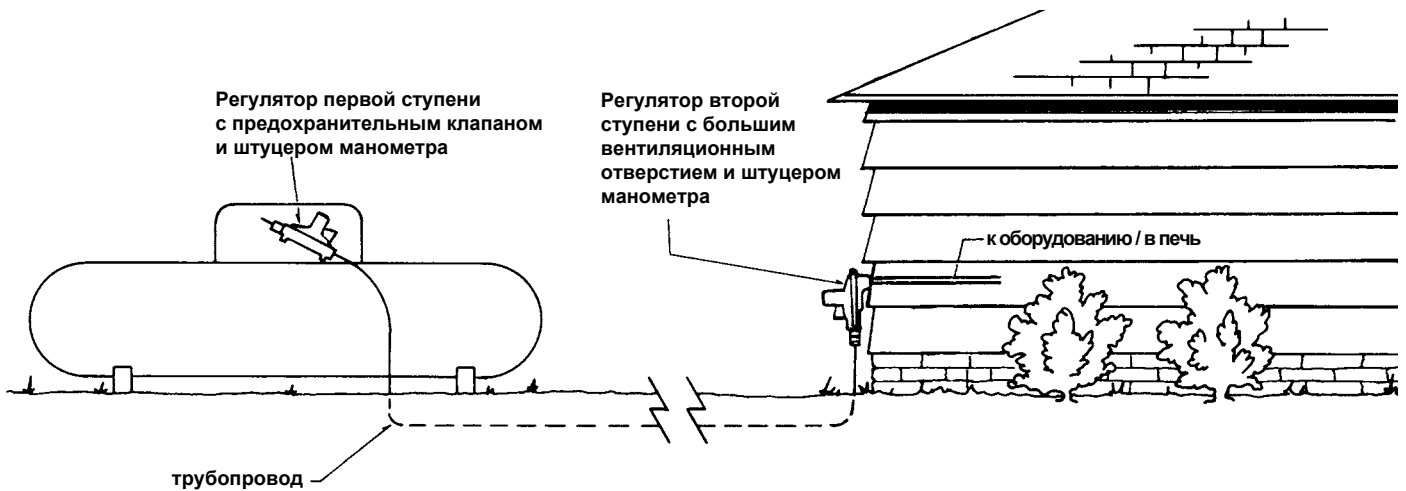 Регулятор первой ступени
с предохранительным клапаном
и штуцером манометра
Регулятор второй
ступени с большим
вентиляционным
отверстием и штуцером
манометра
к оборудованию / в печь
трубопровод